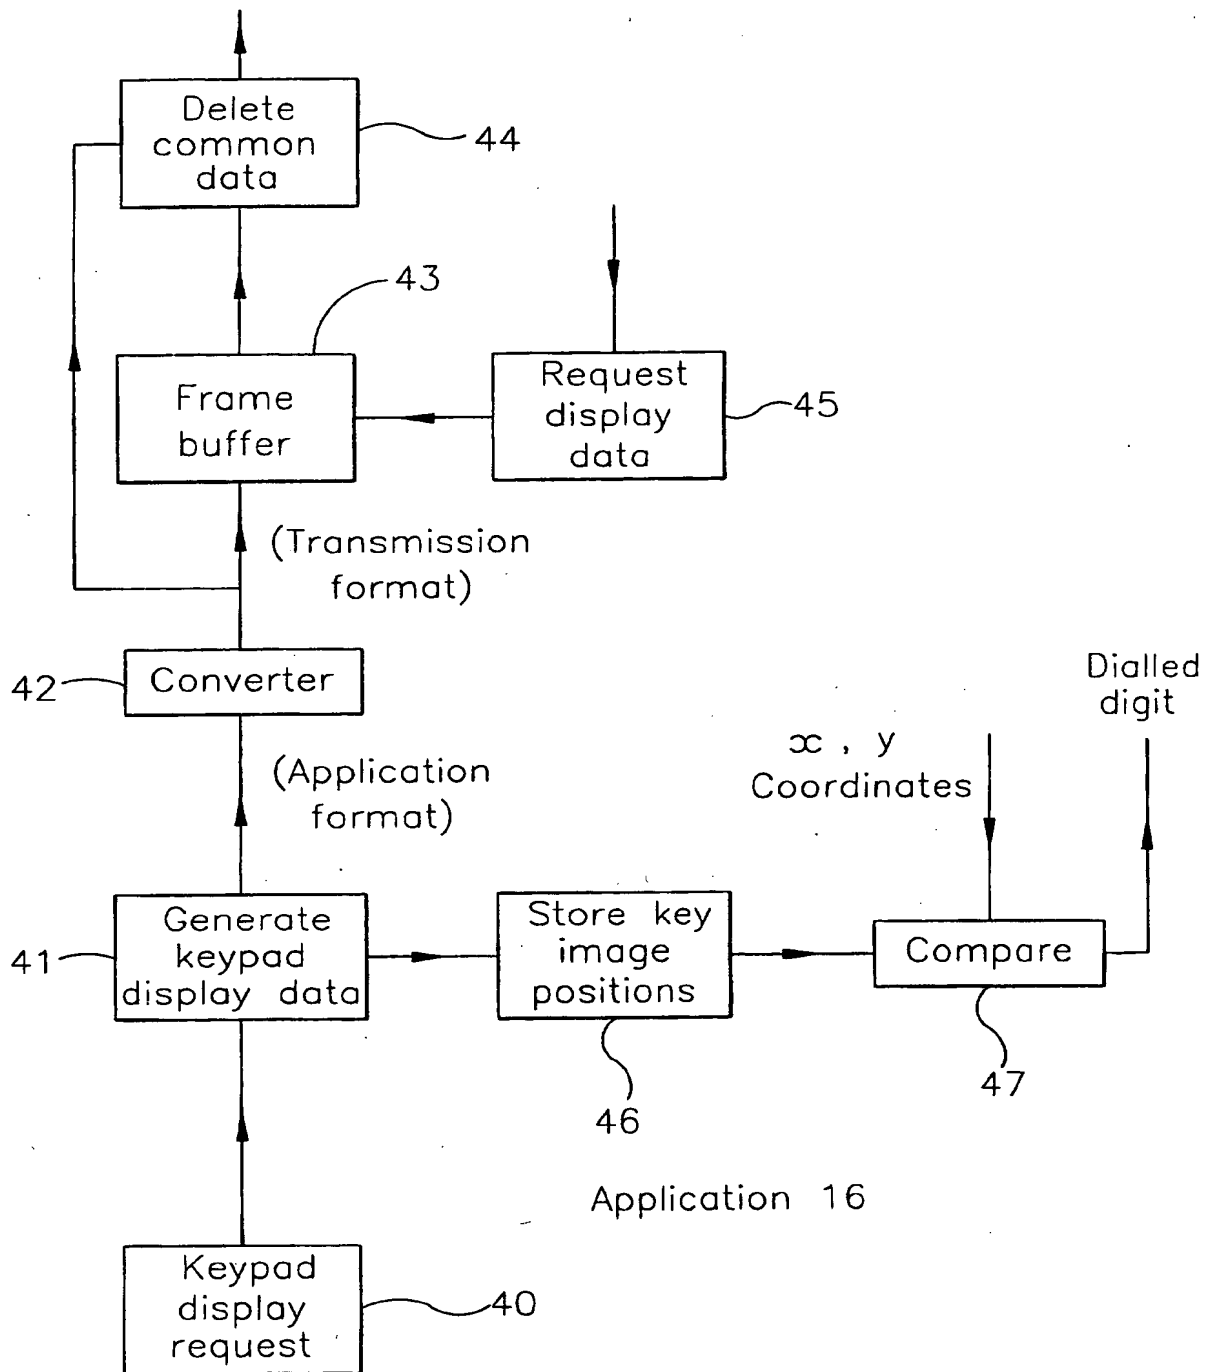 Delete
common
data
44
43
Frame
buffer
Request
display
data
45
(Transmission
format)
42
Converter
Dialled
digit
x , y
Coordinates
(Application
format)
41
Generate
keypad
display data
Store key
image
positions
Compare
46
47
Application 16
Keypad
display
request
40